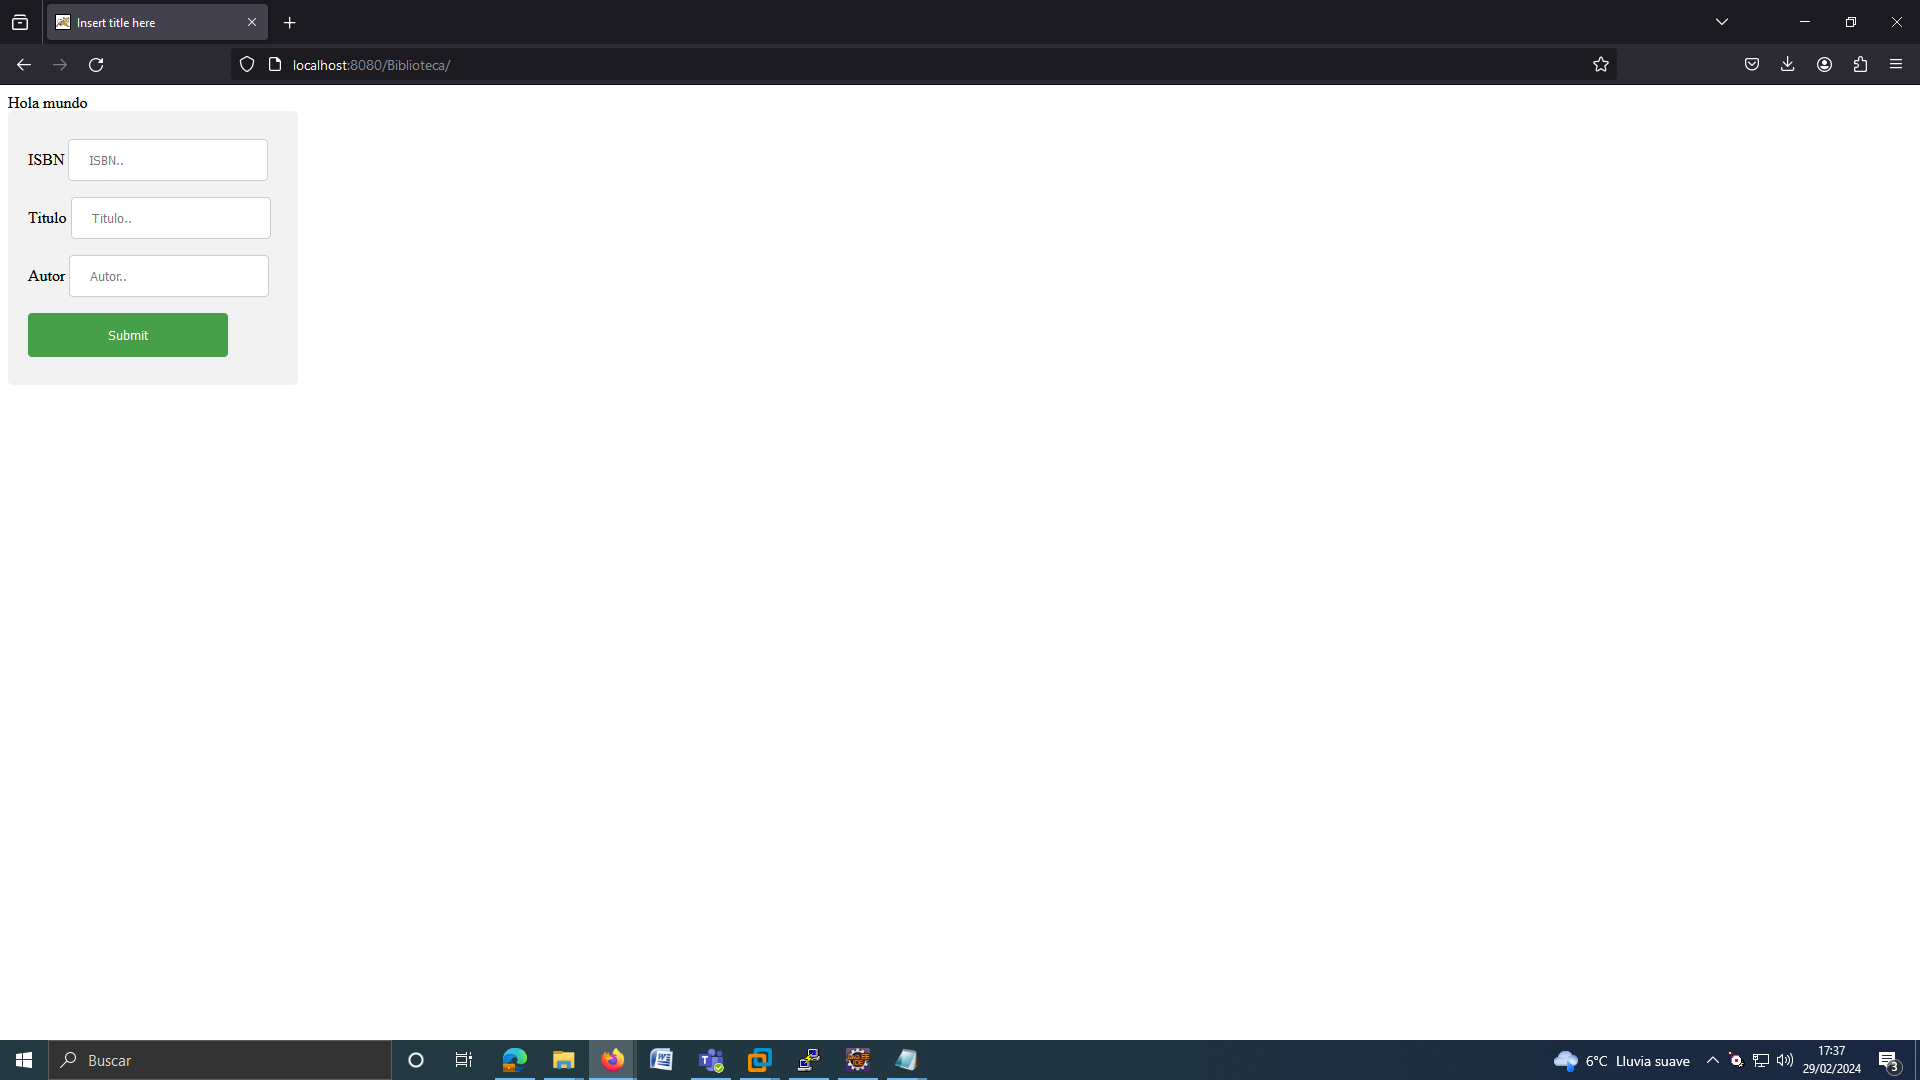 Insert title here
localhost:8080/Biblioteca/
Hola mundo
ISBN ISBN..
Titulo Titulo..
Autor Autor..
Submit
Buscar
6°C Lluvia suave
17:37
29/02/2024
3